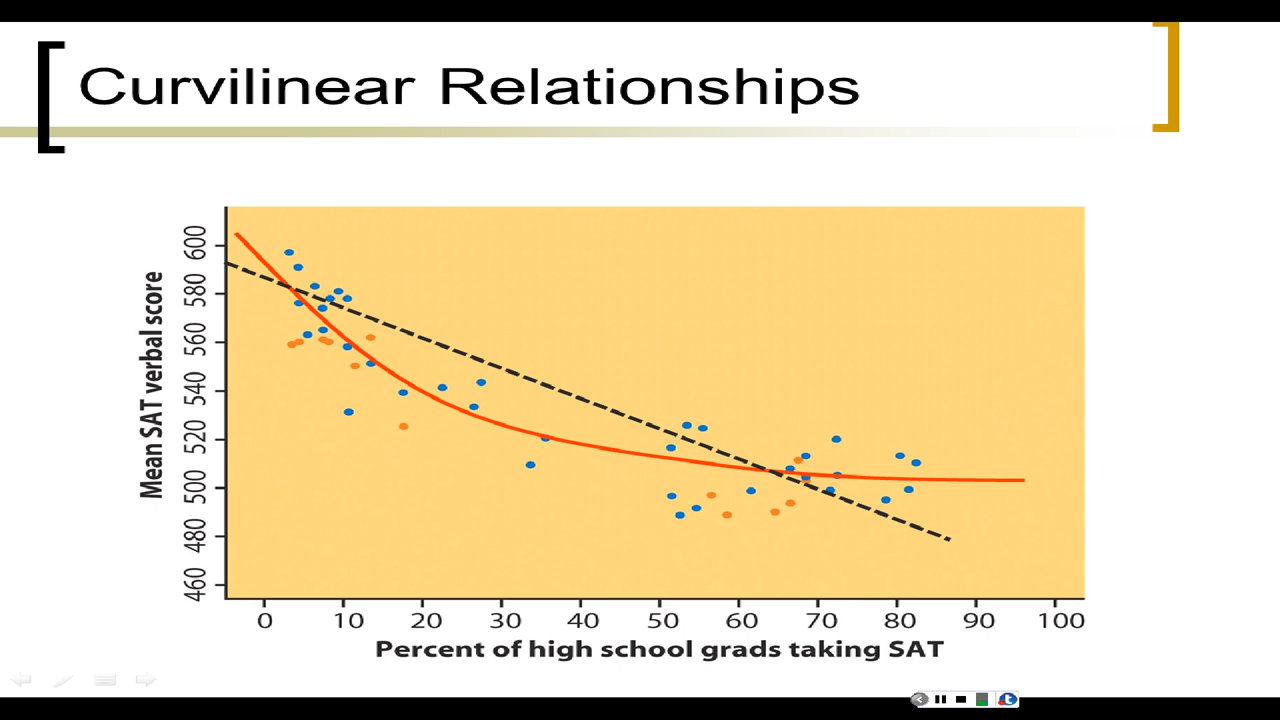 Curvilinear Relationships
Mean SAT verbal score
600
580
560
540
520
500
480
460
0 10 20 30 40 50 60 70 80 90 100
Percent of high school grads taking SAT